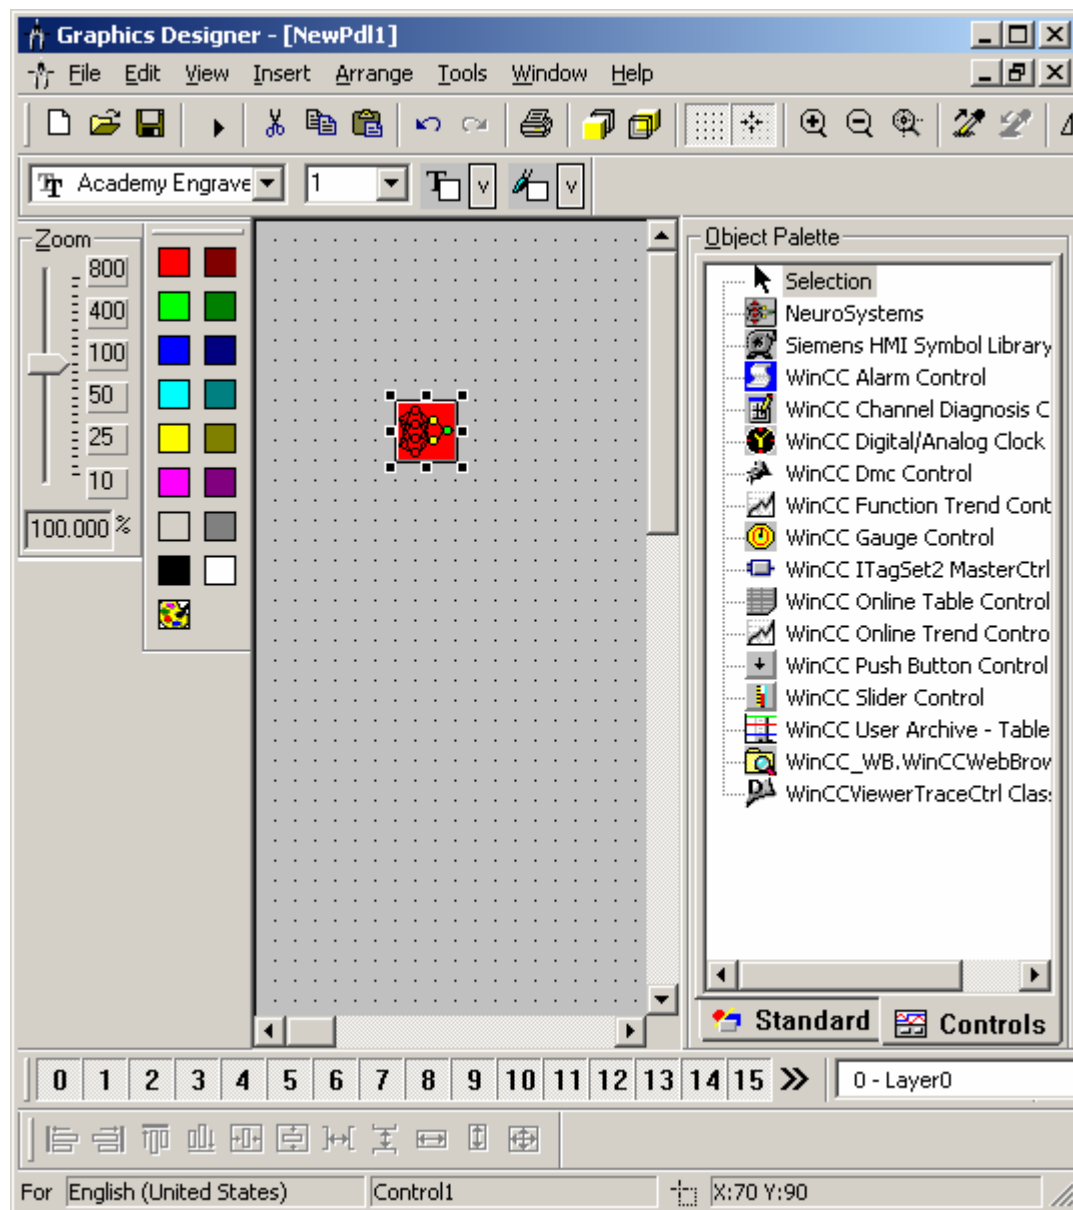 Graphics Designer - [NewPdl1]
File Edit View Insert Arrange Tools Window Help
Academy Engrave 1
Zoom
800
400
100
50
25
10
100.000 %
Object Palette
Selection
NeuroSystems
Siemens HMI Symbol Library
WinCC Alarm Control
WinCC Channel Diagnosis C
WinCC Digital/Analog Clock
WinCC Dmc Control
WinCC Function Trend Cont
WinCC Gauge Control
WinCC ITagSet2 MasterCtrl
WinCC Online Table Control
WinCC Online Trend Contro
WinCC Push Button Control
WinCC Slider Control
WinCC User Archive - Table
WinCC_WB.WinCCWebBrow
WinCCViewerTraceCtrl Clas
Standard Controls
0 1 2 3 4 5 6 7 8 9 10 11 12 13 14 15 0 - Layer0
For English (United States) Control1 X:70 Y:90